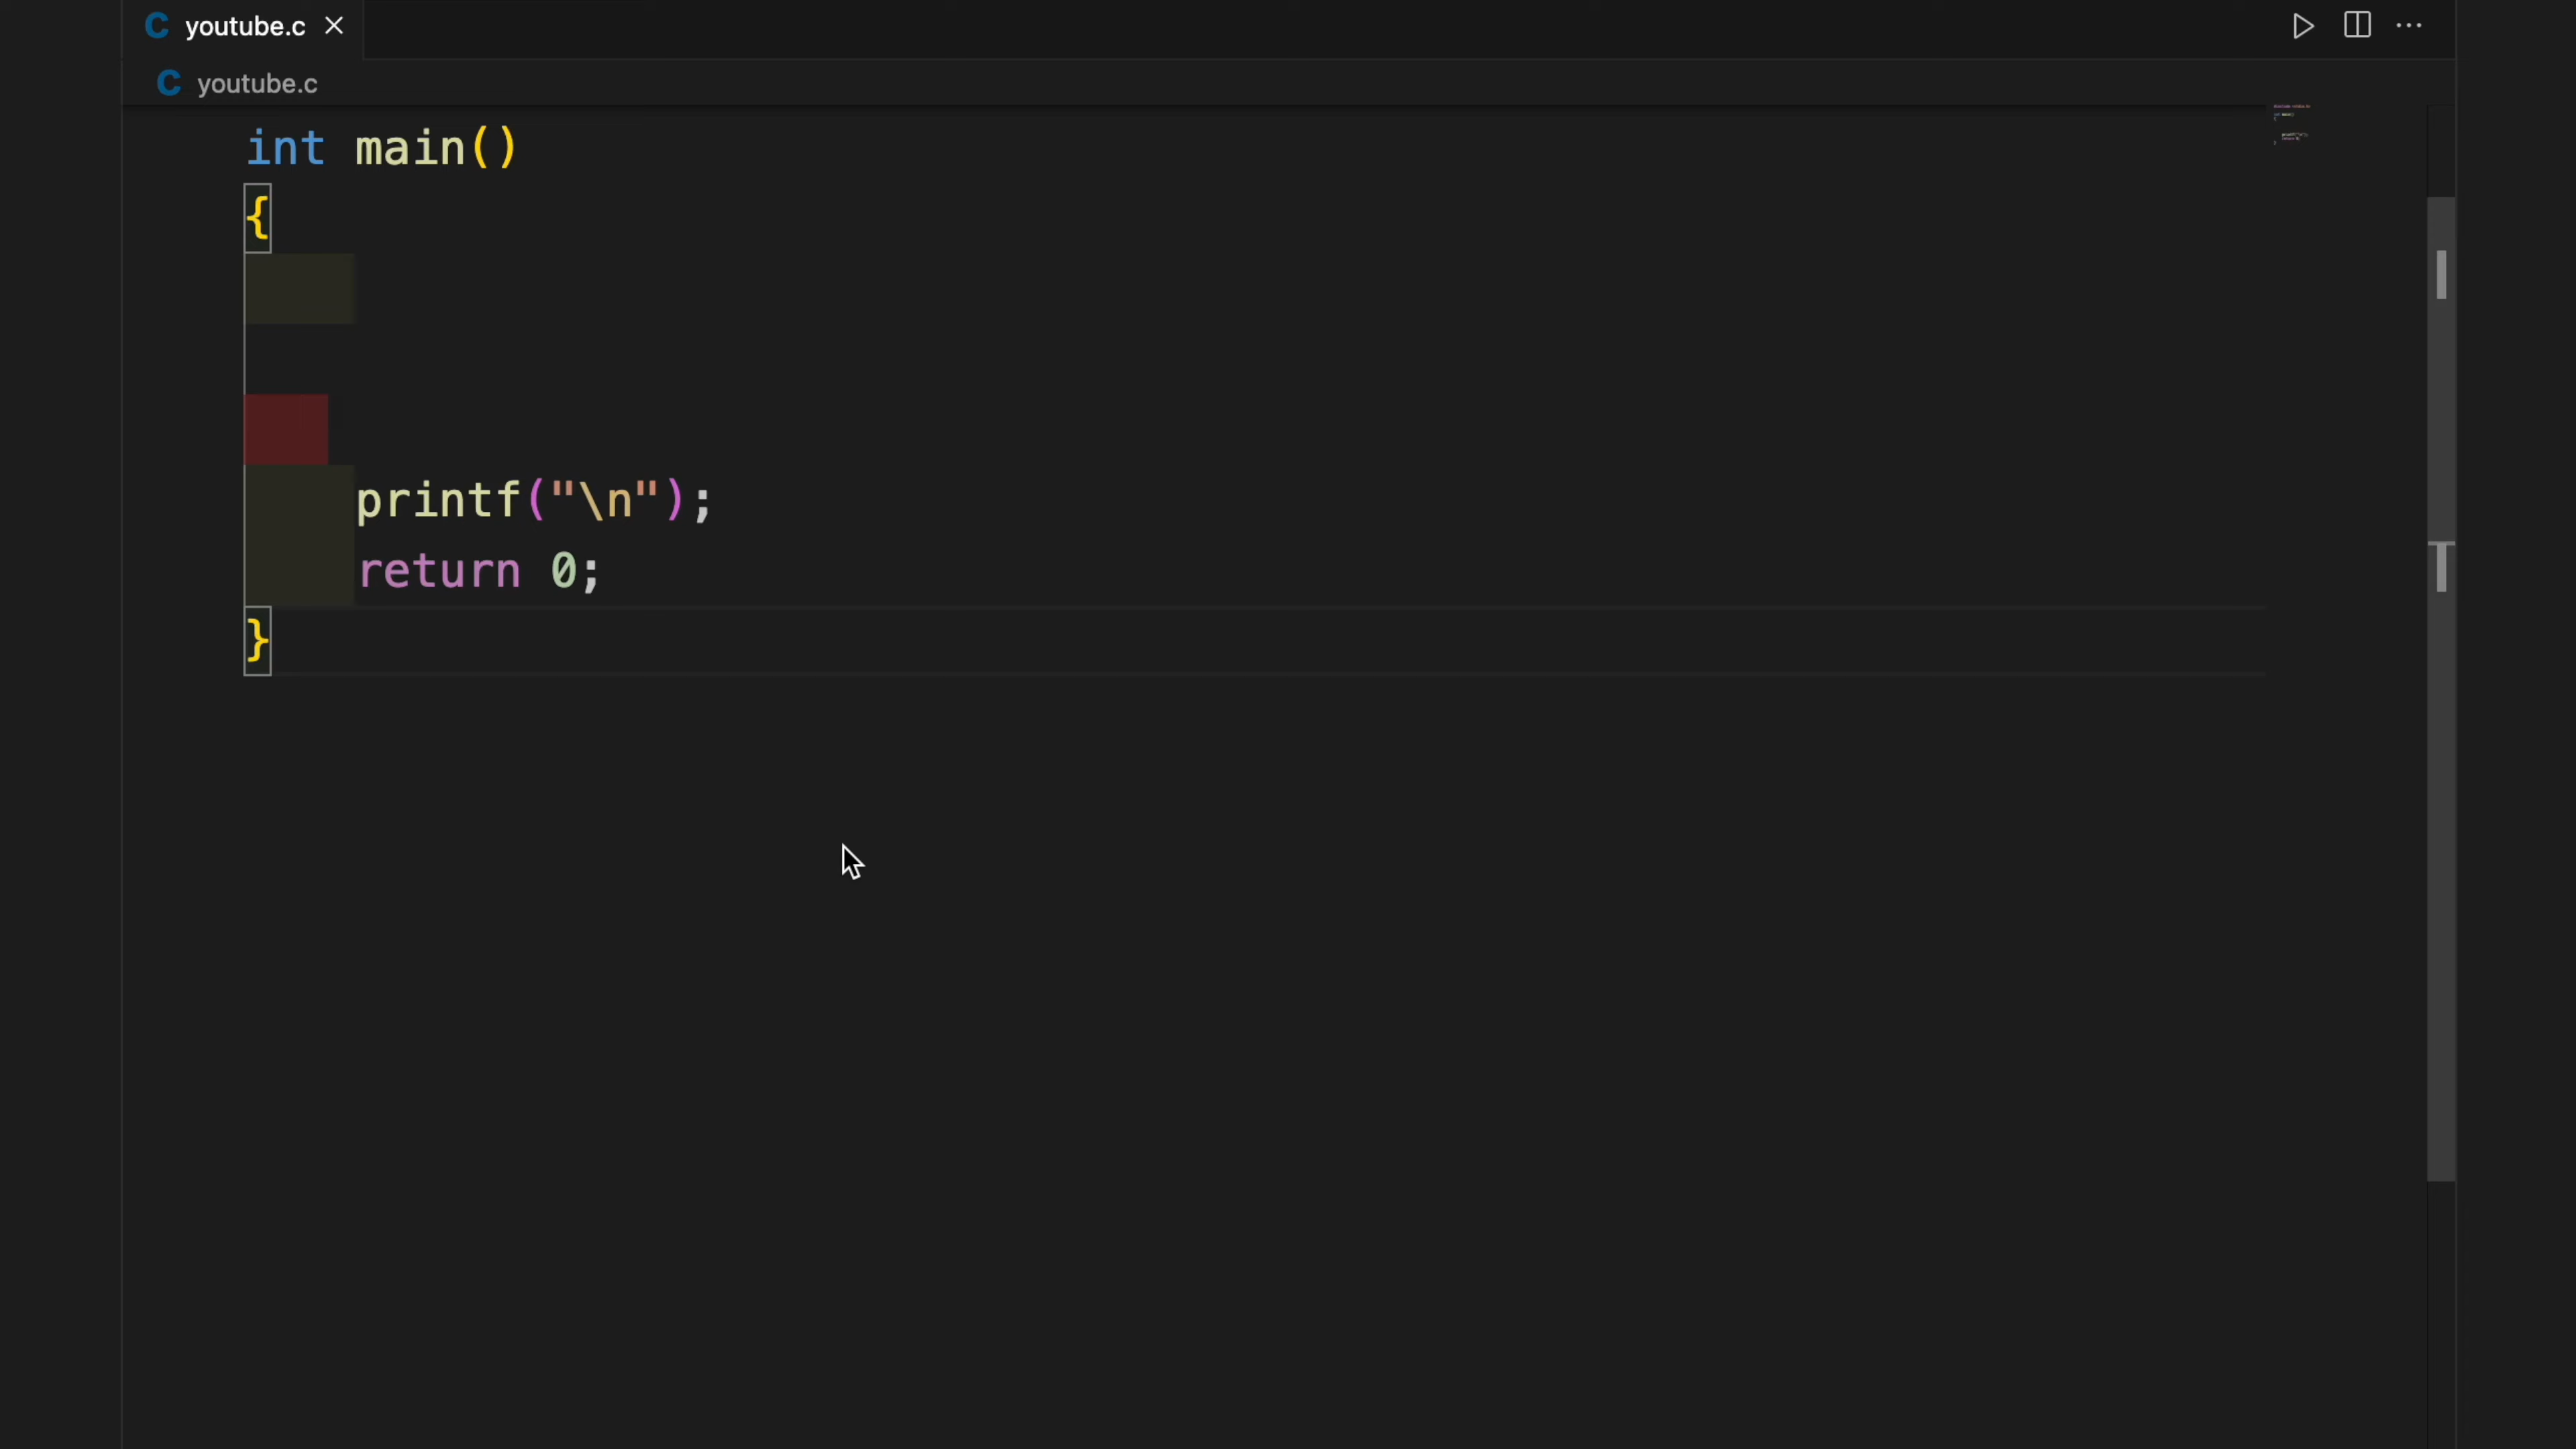 C youtube.c
C youtube.c
int main()
{
printf("\n");
return 0;
}